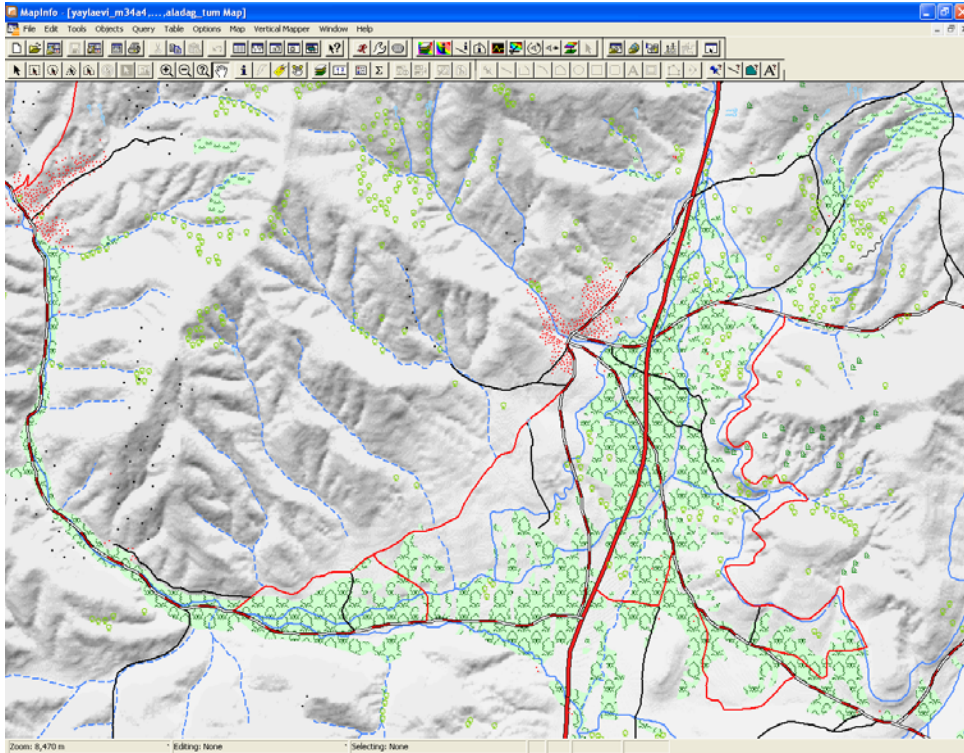 MapInfo - [yaylaevi_m34a4,...,aladag_tum Map]
File Edit Tools Objects Query Table Options Map Vertical Mapper Window Help
Zoom: 8,470 m Editing: None Selecting: None